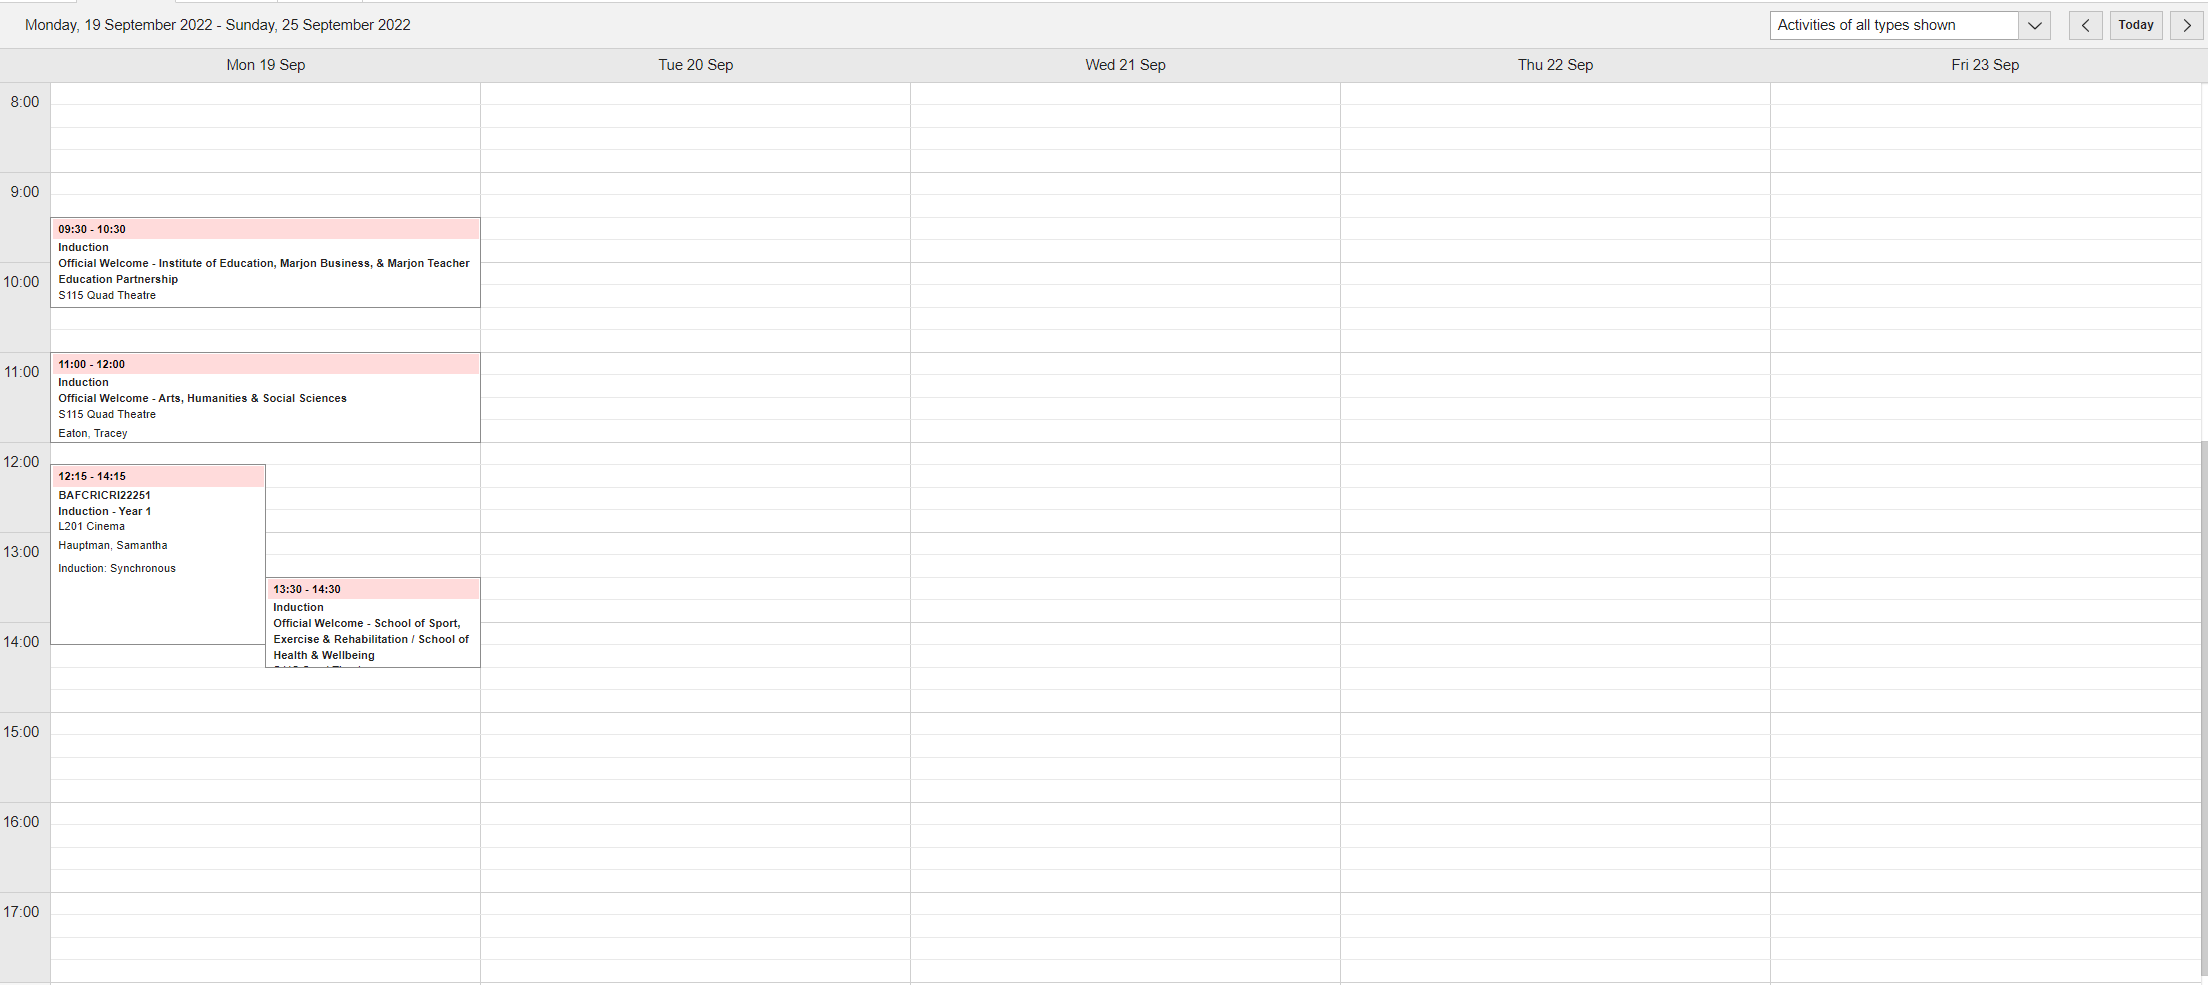 Monday, 19 September 2022 - Sunday, 25 September 2022
Activities of all types shown
Today
Mon 19 Sep
Tue 20 Sep
Wed 21 Sep
Thu 22 Sep
Fri 23 Sep
8:00
9:00
09:30 - 10:30
Induction
Official Welcome - Institute of Education, Marjon Business, & Marjon Teacher
Education Partnership
S115 Quad Theatre
10:00
11:00
11:00 - 12:00
Induction
Official Welcome - Arts, Humanities & Social Sciences
S115 Quad Theatre
Eaton, Tracey
12:00
12:15 - 14:15
BAFCRICRI22251
Induction - Year 1
L201 Cinema
Hauptman, Samantha
Induction: Synchronous
13:00
13:30 - 14:30
Induction
Official Welcome - School of Sport,
Exercise & Rehabilitation / School of
Health & Wellbeing
14:00
15:00
16:00
17:00